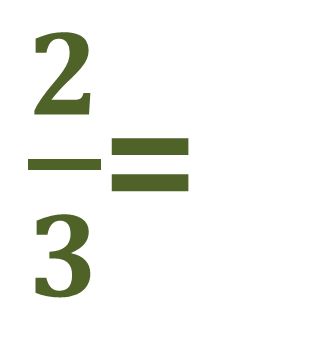 2
—
3
=